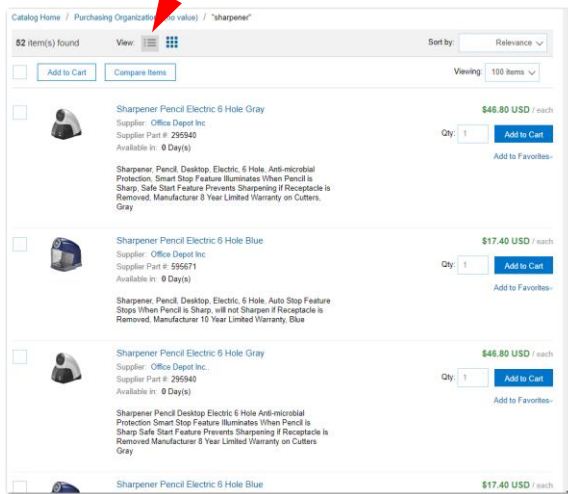 Catalog Home / Purchasing Organization no value) / "sharpener"
52 item(s) found View: Sort by: Relevance
Add to Cart Compare Items Viewing: 100 items
Sharpener Pencil Electric 6 Hole Gray $46.80 USD / each
Supplier: Office Depot Inc
Supplier Part #: 295940 Qty: 1 Add to Cart
Available in: 0 Day(s)
Add to Favorites
Sharpener, Pencil, Desktop, Electric, 6 Hole, Anti-microbial
Protection, Smart Stop Feature Illuminates When Pencil is
Sharp, Safe Start Feature Prevents Sharpening if Receptacle is
Removed, Manufacturer 8 Year Limited Warranty on Cutters,
Gray
Sharpener Pencil Electric 6 Hole Blue $17.40 USD / each
Supplier: Office Depot Inc
Supplier Part #: 595671 Qty: 1 Add to Cart
Available in: 0 Day(s)
Add to Favorites
Sharpener, Pencil, Desktop, Electric, 6 Hole, Auto Stop Feature
Stops When Pencil is Sharp, will not Sharpen if Receptacle is
Removed, Manufacturer 10 Year Limited Warranty, Blue
Sharpener Pencil Electric 6 Hole Gray $46.80 USD / each
Supplier: Office Depot Inc..
Supplier Part #: 295940 Qty: 1 Add to Cart
Available in: 0 Day(s)
Add to Favorites
Sharpener Pencil Desktop Electric 6 Hole Anti-microbial
Protection Smart Stop Feature Illuminates When Pencil is
Sharp Safe Start Feature Prevents Sharpening if Receptacle is
Removed Manufacturer 8 Year Limited Warranty on Cutters
Gray
Sharpener Pencil Electric 6 Hole Blue $17.40 USD / each